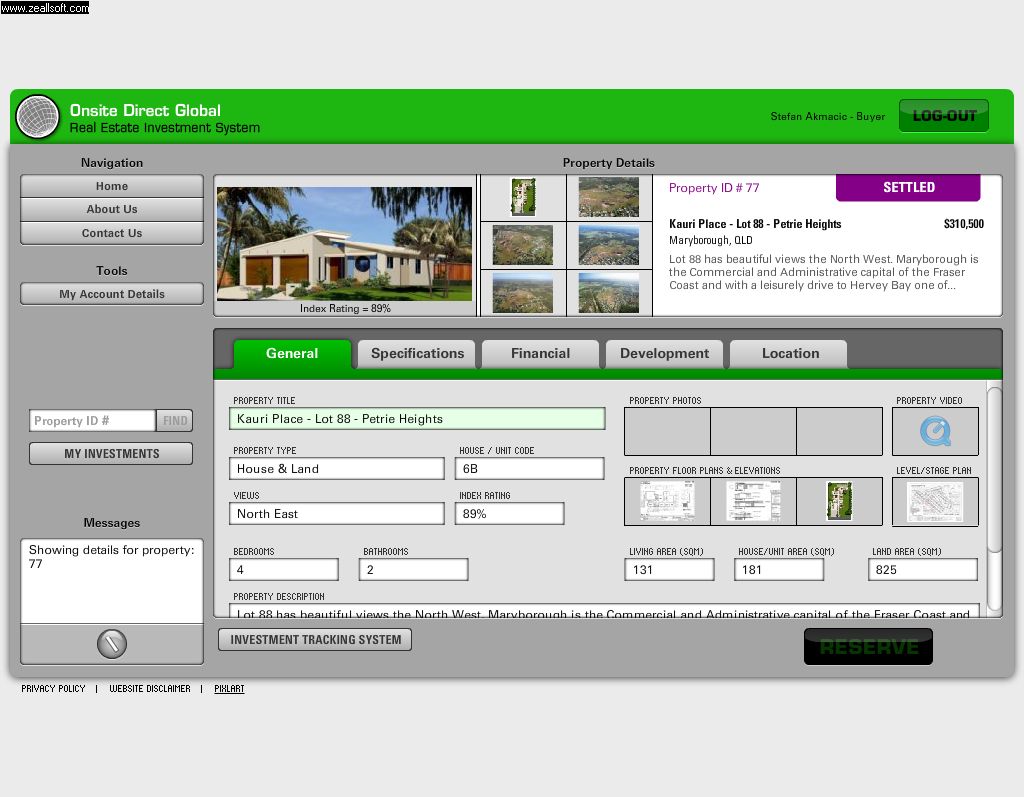 www.zeallsoft.com
Onsite Direct Global
Real Estate Investment System
Stefan Akmacic - Buyer
LOG-OUT
Navigation
Home
About Us
Contact Us
Tools
My Account Details
Property ID #
FIND
MY INVESTMENTS
Messages
Showing details for property:
77
Property Details
Index Rating = 89%
Property ID # 77
SETTLED
Kauri Place - Lot 88 - Petrie Heights
$310,500
Maryborough, QLD
Lot 88 has beautiful views the North West. Maryborough is
the Commercial and Administrative capital of the Fraser
Coast and with a leisurely drive to Hervey Bay one of...
General
Specifications
Financial
Development
Location
PROPERTY TITLE
Kauri Place - Lot 88 - Petrie Heights
PROPERTY TYPE
House & Land
HOUSE / UNIT CODE
6B
VIEWS
North East
INDEX RATING
89%
BEDROOMS
4
BATHROOMS
2
PROPERTY PHOTOS
PROPERTY VIDEO
PROPERTY FLOOR PLANS & ELEVATIONS
LEVEL/STAGE PLAN
LIVING AREA (SQM)
131
HOUSE/UNIT AREA (SQM)
181
LAND AREA (SQM)
825
PROPERTY DESCRIPTION
Lot 88 has beautiful views the North West. Maryborough is the Commercial and Administrative capital of the Fraser Coast and
INVESTMENT TRACKING SYSTEM
RESERVE
PRIVACY POLICY | WEBSITE DISCLAIMER | PIXLART